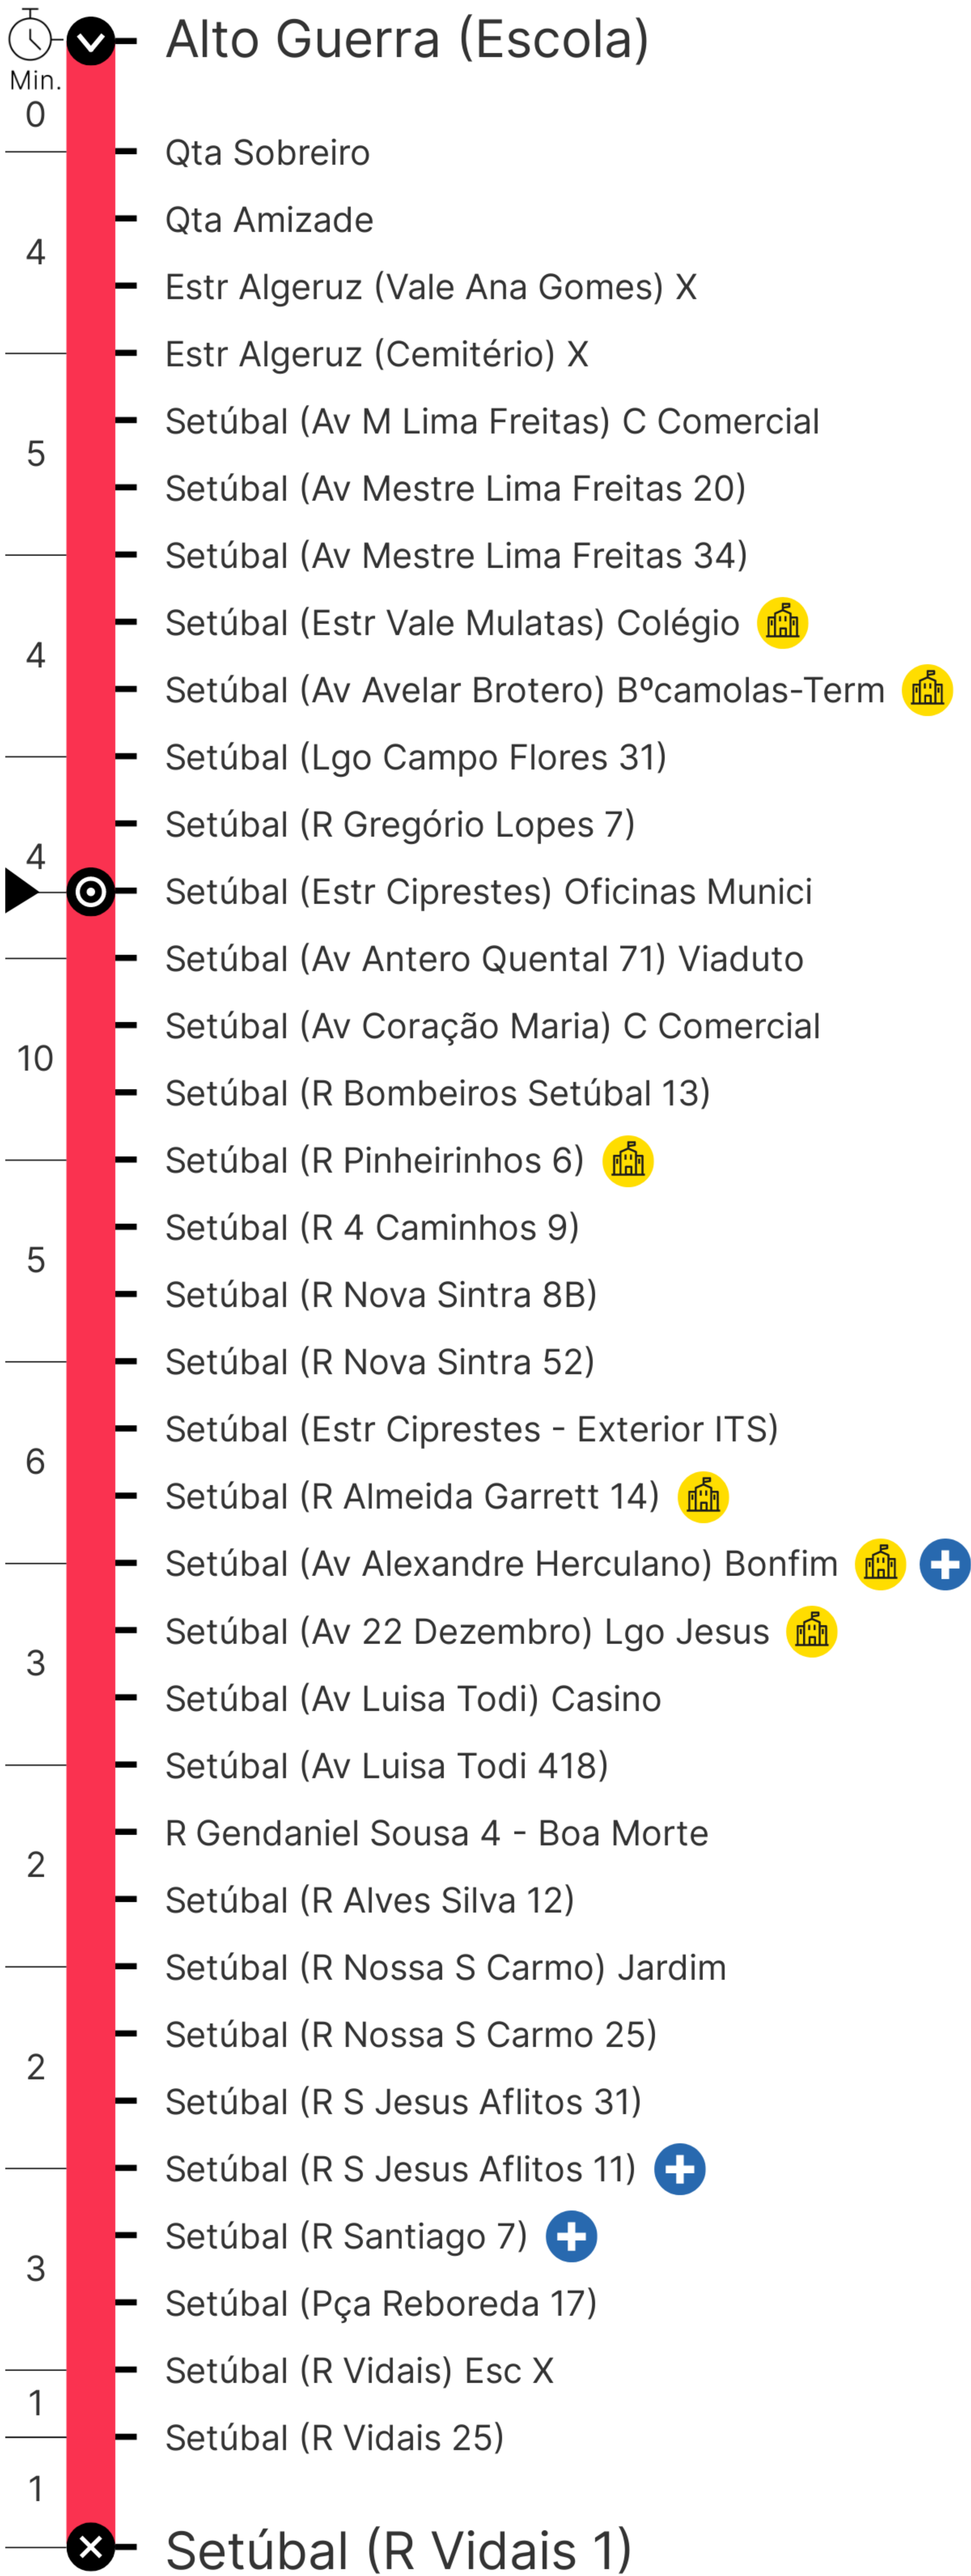 Alto Guerra (Escola)
Min.
0
Qta Sobreiro
Qta Amizade
4
Estr Algeruz (Vale Ana Gomes) X
Estr Algeruz (Cemitério) X
Setúbal (Av M Lima Freitas) C Comercial
5
Setúbal (Av Mestre Lima Freitas 20)
Setúbal (Av Mestre Lima Freitas 34)
Setúbal (Estr Vale Mulatas) Colégio
4
Setúbal (Av Avelar Brotero) Bºcamolas-Term
Setúbal (Lgo Campo Flores 31)
Setúbal (R Gregório Lopes 7)
4
Setúbal (Estr Ciprestes) Oficinas Munici
Setúbal (Av Antero Quental 71) Viaduto
Setúbal (Av Coração Maria) C Comercial
10
Setúbal (R Bombeiros Setúbal 13)
Setúbal (R Pinheirinhos 6)
Setúbal (R 4 Caminhos 9)
5
Setúbal (R Nova Sintra 8B)
Setúbal (R Nova Sintra 52)
Setúbal (Estr Ciprestes - Exterior ITS)
6
Setúbal (R Almeida Garrett 14)
Setúbal (Av Alexandre Herculano) Bonfim
Setúbal (Av 22 Dezembro) Lgo Jesus
3
Setúbal (Av Luisa Todi) Casino
Setúbal (Av Luisa Todi 418)
R Gendaniel Sousa 4 - Boa Morte
2
Setúbal (R Alves Silva 12)
Setúbal (R Nossa S Carmo) Jardim
Setúbal (R Nossa S Carmo 25)
2
Setúbal (R S Jesus Aflitos 31)
Setúbal (R S Jesus Aflitos 11)
Setúbal (R Santiago 7)
3
Setúbal (Pça Reboreda 17)
Setúbal (R Vidais) Esc X
1
Setúbal (R Vidais 25)
1
Setúbal (R Vidais 1)